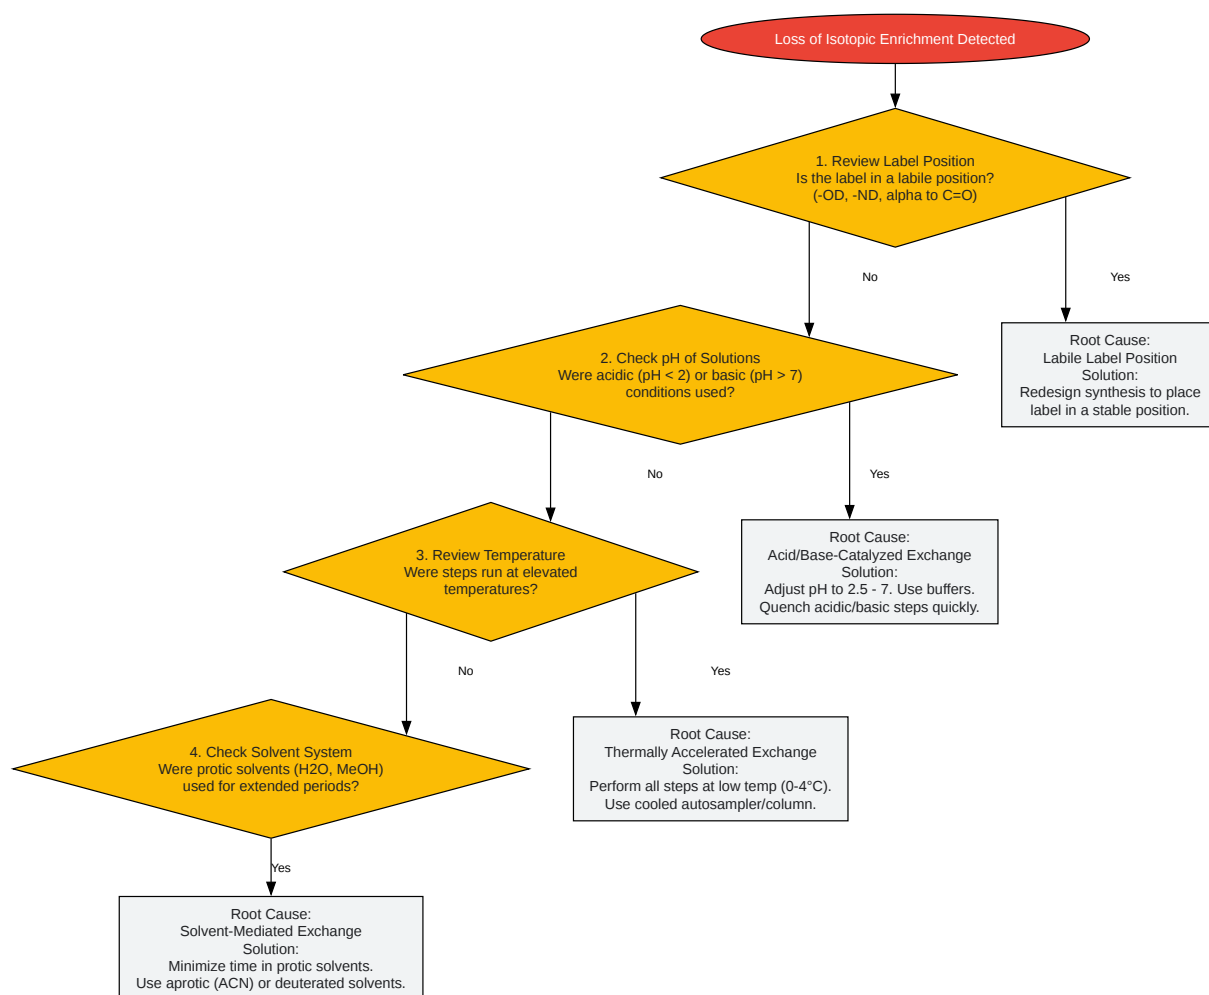 Loss of Isotopic Enrichment Detected
1. Review Label Position
Is the label in a labile position?
(-OD, -ND, alpha to C=O)
No
Yes
Root Cause:
Labile Label Position
Solution:
Redesign synthesis to place
label in a stable position.
2. Check pH of Solutions
Were acidic (pH < 2) or basic (pH > 7)
conditions used?
No
Yes
Root Cause:
Acid/Base-Catalyzed Exchange
Solution:
Adjust pH to 2.5 - 7. Use buffers.
Quench acidic/basic steps quickly.
3. Review Temperature
Were steps run at elevated
temperatures?
No
Yes
Root Cause:
Thermally Accelerated Exchange
Solution:
Perform all steps at low temp (0-4°C).
Use cooled autosampler/column.
4. Check Solvent System
Were protic solvents (H2O, MeOH)
used for extended periods?
Yes
Root Cause:
Solvent-Mediated Exchange
Solution:
Minimize time in protic solvents.
Use aprotic (ACN) or deuterated solvents.